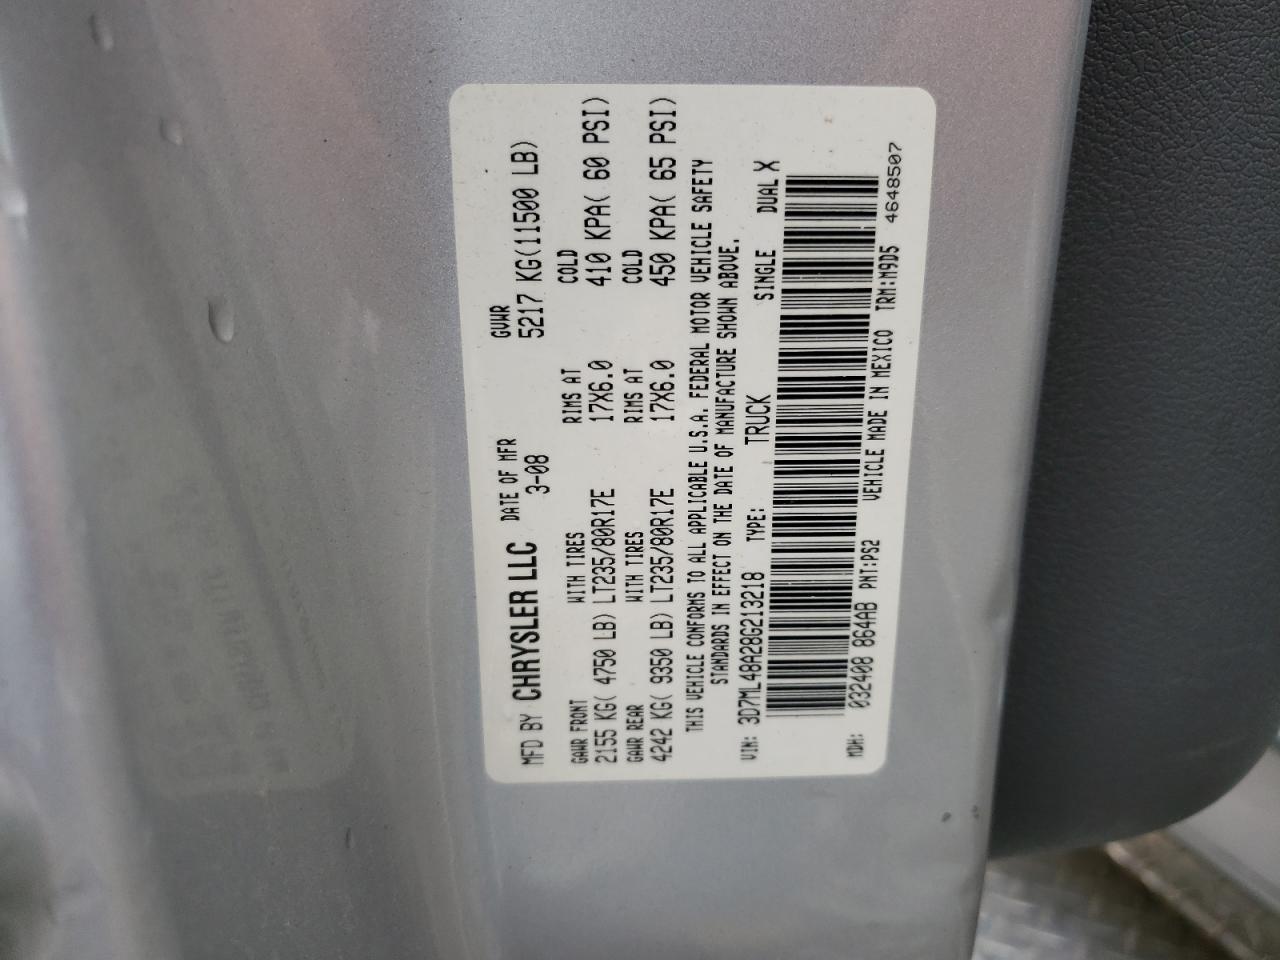 MFD BY CHRYSLER LLC DATE OF MFR 3-08 GVWR 5217 KG(11500 LB)
GAWR FRONT WITH TIRES RIMS AT COLD
2155 KG( 4750 LB) LT235/80R17E 17X6.0 410 KPA( 60 PSI)
GAWR REAR WITH TIRES RIMS AT COLD
4242 KG( 9350 LB) LT235/80R17E 17X6.0 450 KPA( 65 PSI)
THIS VEHICLE CONFORMS TO ALL APPLICABLE U.S.A. FEDERAL MOTOR VEHICLE SAFETY
STANDARDS IN EFFECT ON THE DATE OF MANUFACTURE SHOWN ABOVE.
VIN: 3D7ML48A28G213218 TYPE: TRUCK SINGLE DUAL X
MDH: 032408 864AB PNT:PS2 VEHICLE MADE IN MEXICO TRM:M9D5 4648507